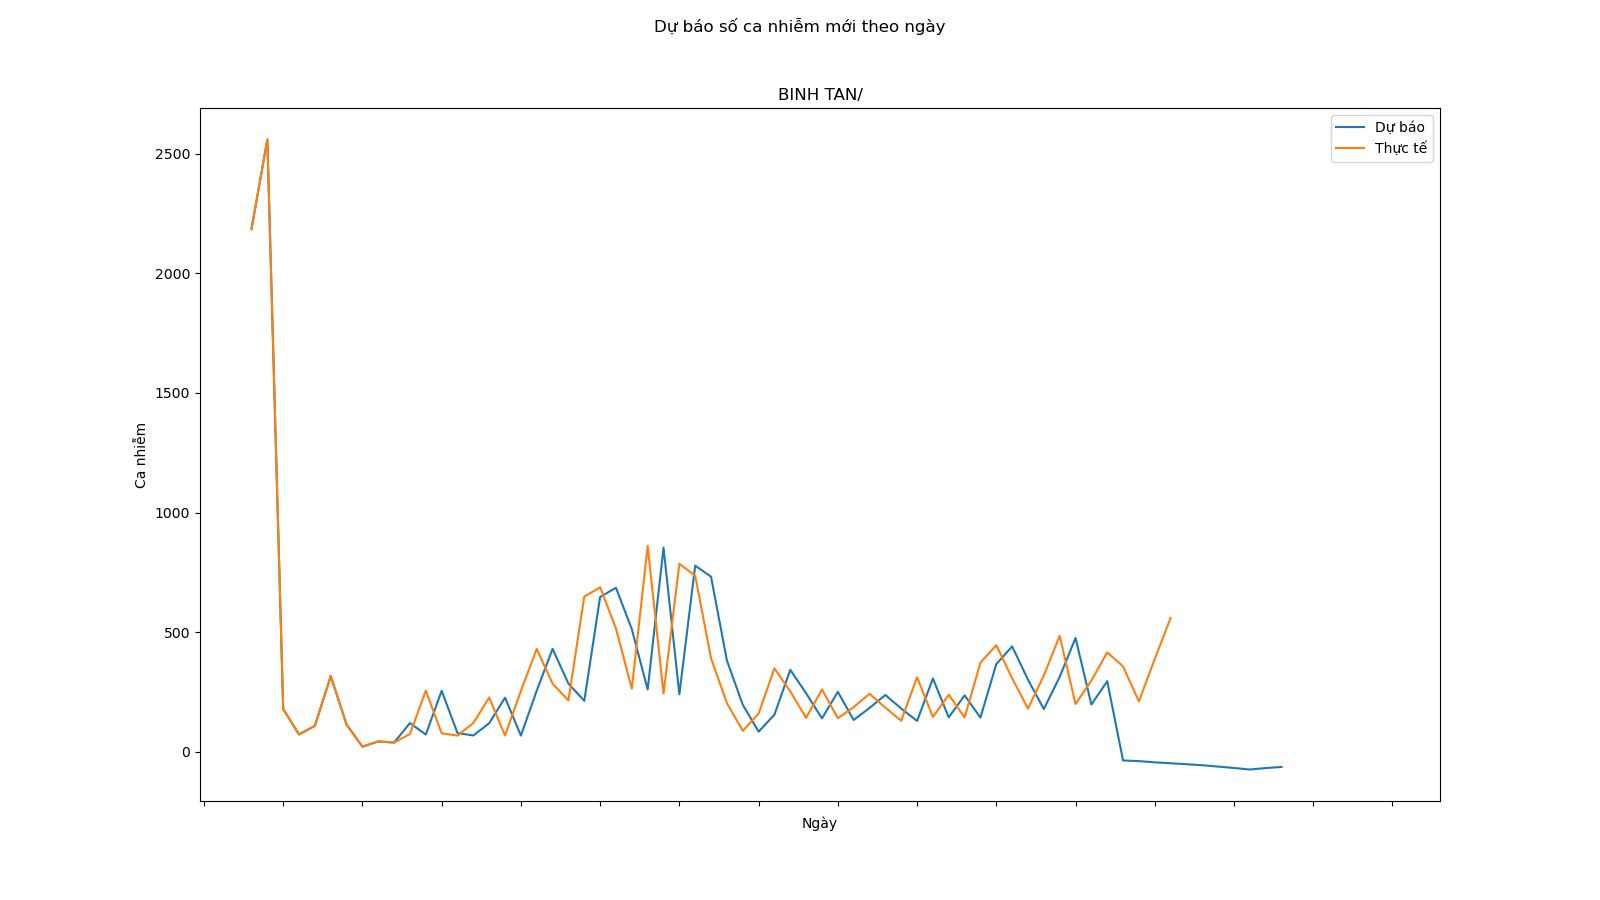 Dự báo số ca nhiễm mới theo ngày
BINH TAN/
Dự báo
Thực tế
2500
2000
1500
1000
500
0
Ca nhiễm
Ngày